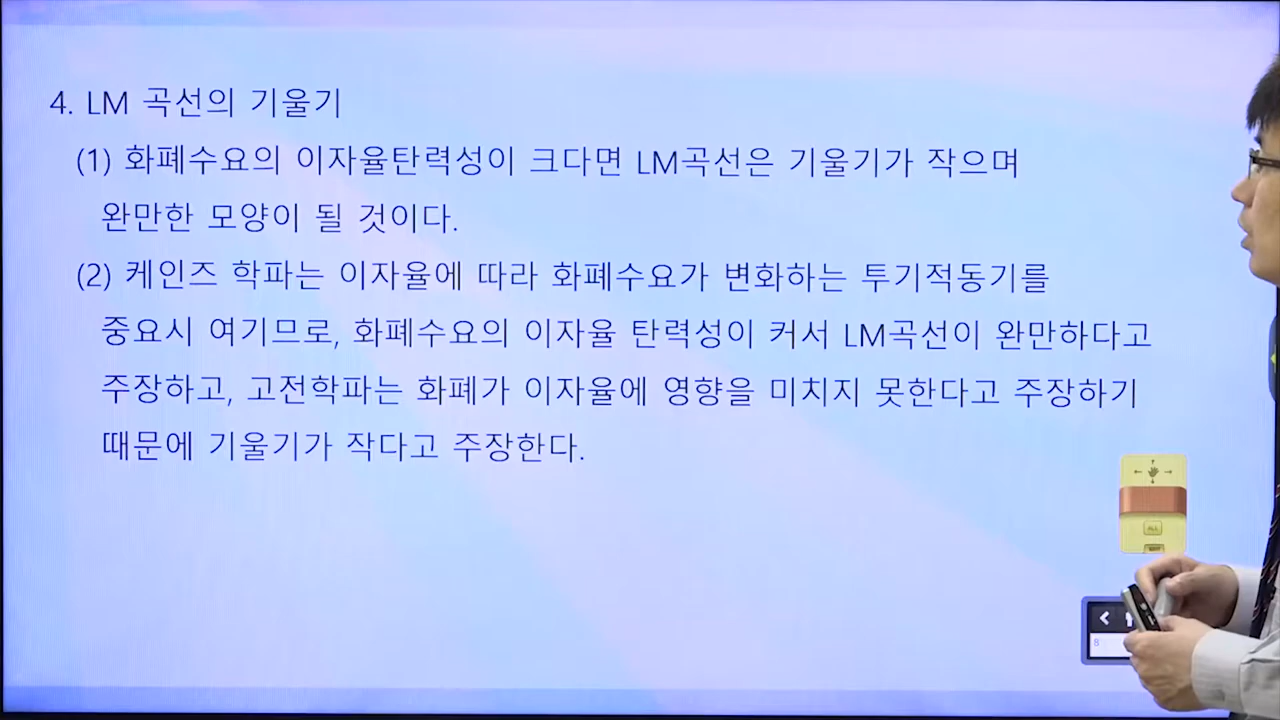 4. LM 곡선의 기울기
(1) 화폐수요의 이자율탄력성이 크다면 LM곡선은 기울기가 작으며
완만한 모양이 될 것이다.
(2) 케인즈 학파는 이자율에 따라 화폐수요가 변화하는 투기적동기를
중요시 여기므로, 화폐수요의 이자율 탄력성이 커서 LM곡선이 완만하다고
주장하고, 고전학파는 화폐가 이자율에 영향을 미치지 못한다고 주장하기
때문에 기울기가 작다고 주장한다.
ALL
8